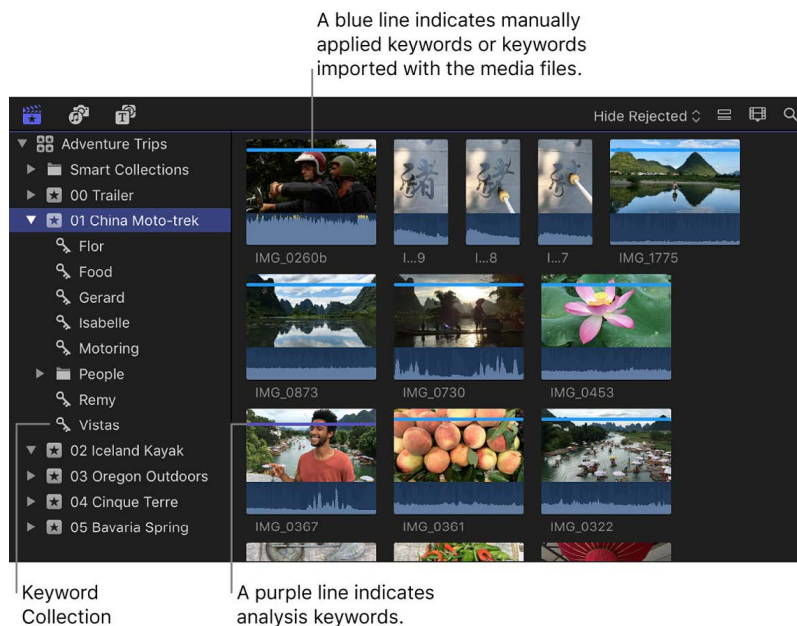 A blue line indicates manually
applied keywords or keywords
imported with the media files.
Hide Rejected
Adventure Trips
Smart Collections
00 Trailer
01 China Moto-trek
Flor
Food
Gerard
Isabelle
Motoring
People
Remy
Vistas
02 Iceland Kayak
03 Oregon Outdoors
04 Cinque Terre
05 Bavaria Spring
T
猪
IMG_0260b
I...9
I...8
I...7
IMG_1775
IMG_0873
IMG_0730
IMG_0453
IMG_0367
IMG_0361
IMG_0322
Keyword
Collection
A purple line indicates
analysis keywords.